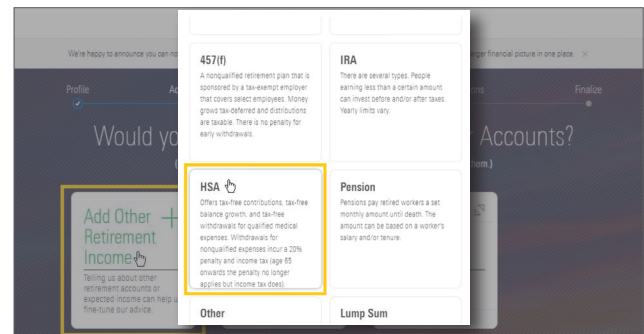 We're happy to announce you can no
rger financial picture in one place. ×
Profile
Ac
ns
Finalize
Would yo
r Accounts?
(
hem.)
Add Other +
Retirement
Income
Telling us about other
retirement accounts or
expected income can help u
fine-tune our advice.
457(f)
A nonqualified retirement plan that is
sponsored by a tax-exempt employer
that covers select employees. Money
grows tax-deferred and distributions
are taxable. There is no penalty for
early withdrawals.
IRA
There are several types. People
earning less than a certain amount
can invest before and/or after taxes.
Yearly limits vary.
HSA
Offers tax-free contributions, tax-free
balance growth, and tax-free
withdrawals for qualified medical
expenses. Withdrawals for
nonqualified expenses incur a 20%
penalty and income tax (age 65
onwards the penalty no longer
applies but income tax does).
Pension
Pensions pay retired workers a set
monthly amount until death. The
amount can be based on a worker's
salary and/or tenure.
Other
Lump Sum